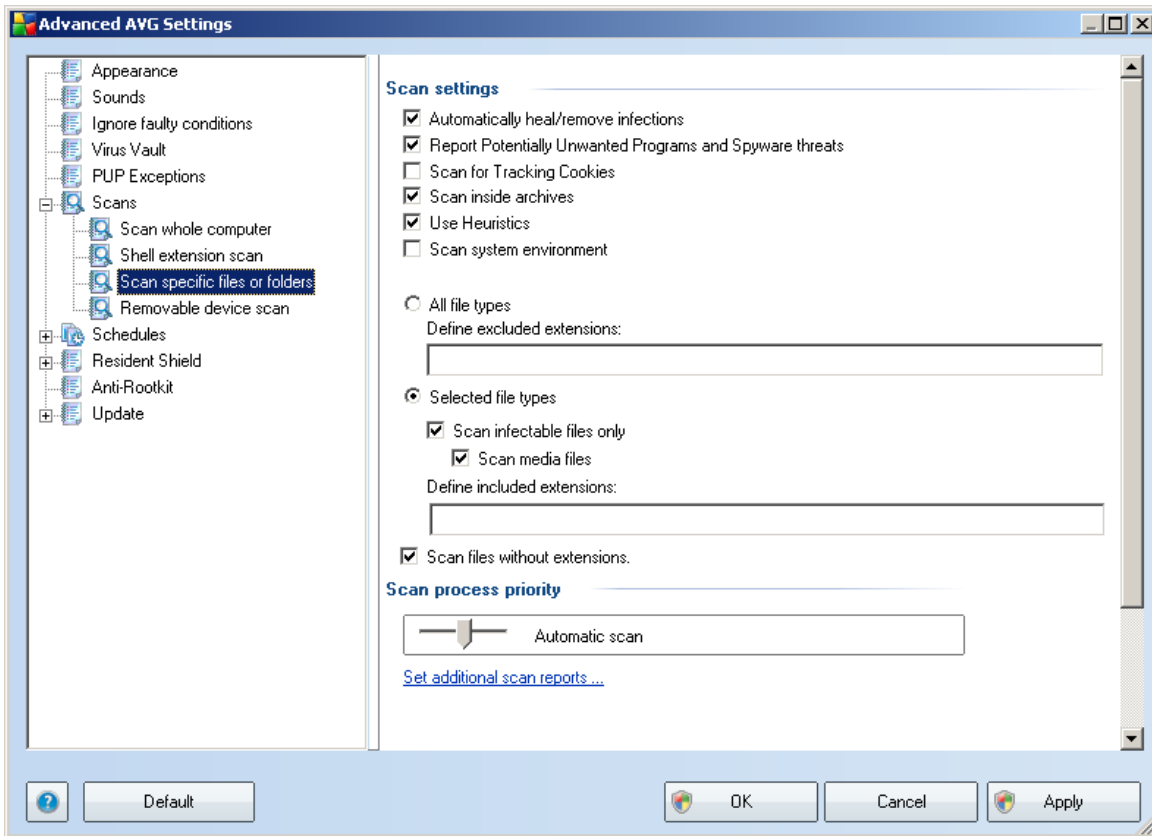 Advanced AVG Settings
Appearance
Sounds
Ignore faulty conditions
Virus Vault
PUP Exceptions
Scans
Scan whole computer
Shell extension scan
Scan specific files or folders
Removable device scan
Schedules
Resident Shield
Anti-Rootkit
Update
Scan settings
Automatically heal/remove infections
Report Potentially Unwanted Programs and Spyware threats
Scan for Tracking Cookies
Scan inside archives
Use Heuristics
Scan system environment
All file types
Define excluded extensions:
Selected file types
Scan infectable files only
Scan media files
Define included extensions:
Scan files without extensions.
Scan process priority
Automatic scan
Set additional scan reports ...
? Default OK Cancel Apply